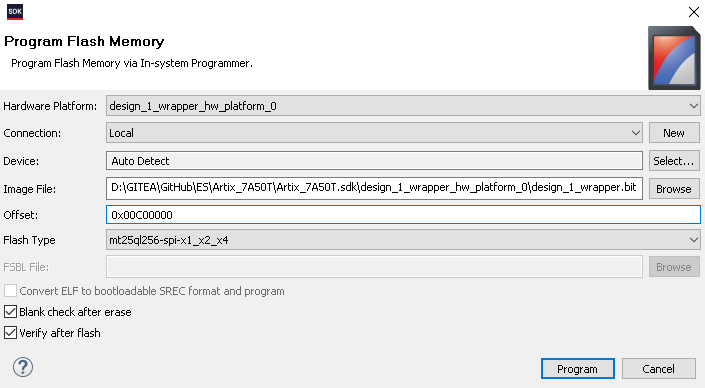 SDK
Program Flash Memory
Program Flash Memory via In-system Programmer.
Hardware Platform: design_1_wrapper_hw_platform_0
Connection: Local New
Device: Auto Detect Select...
Image File: D:\GITEA\GitHub\ES\Artix_7A50T\Artix_7A50T.sdk\design_1_wrapper_hw_platform_0\design_1_wrapper.bit Browse
Offset: 0x00C00000
Flash Type mt25ql256-spi-x1_x2_x4
FSBL File: Browse
Convert ELF to bootloadable SREC format and program
Blank check after erase
Verify after flash
? Program Cancel